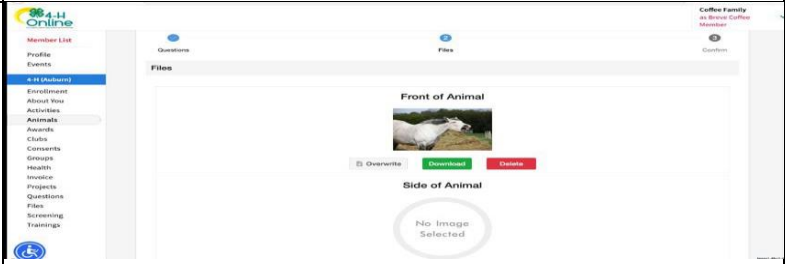 4-H
Online
Coffee Family
as Brevo Coffee
Member
Member List
Profile
Events
4-H (Auburn)
Enrollment
About You
Activities
Animals
Awards
Clubs
Consents
Groups
Health
Invoice
Projects
Questions
Files
Screening
Trainings
Questions
2
Files
3
Confirm
Files
Front of Animal
Overwrite
Download
Delete
Side of Animal
No Image
Selected